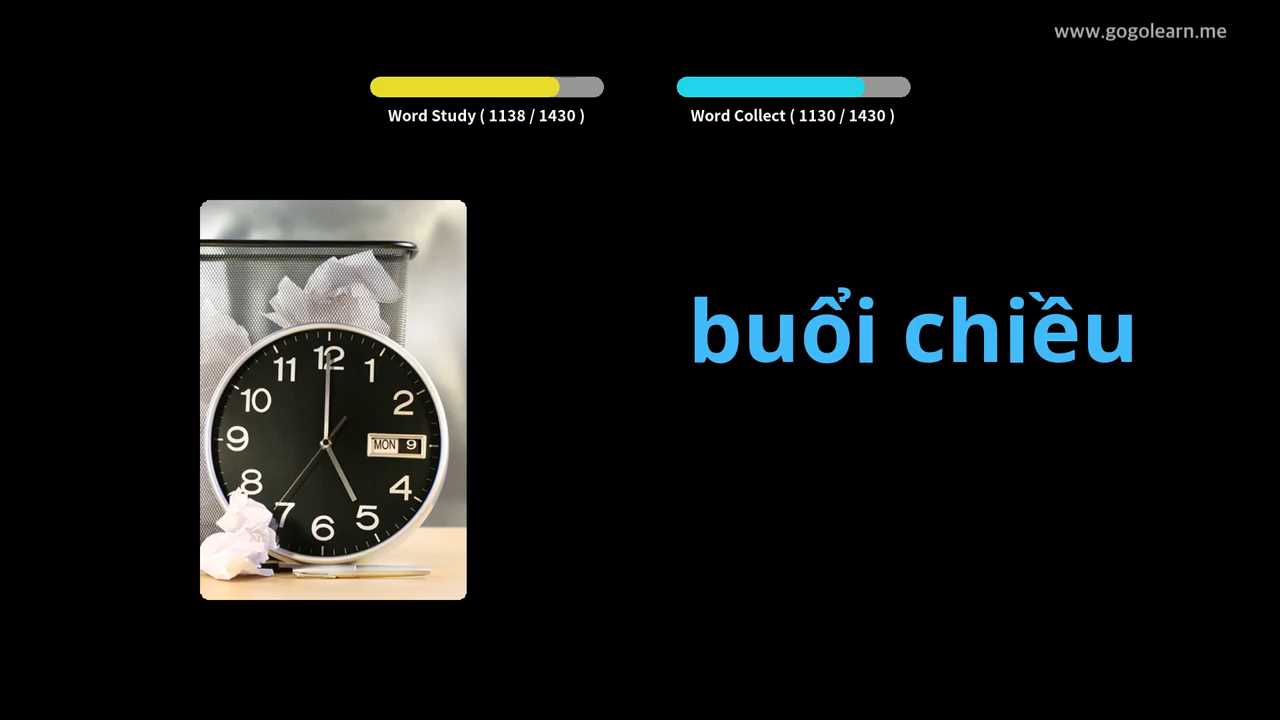 www.gogolearn.me
Word Study ( 1138 / 1430 )
Word Collect ( 1130 / 1430 )
buổi chiều
12
11
1
10
2
9
MON 9
8
4
7
5
6